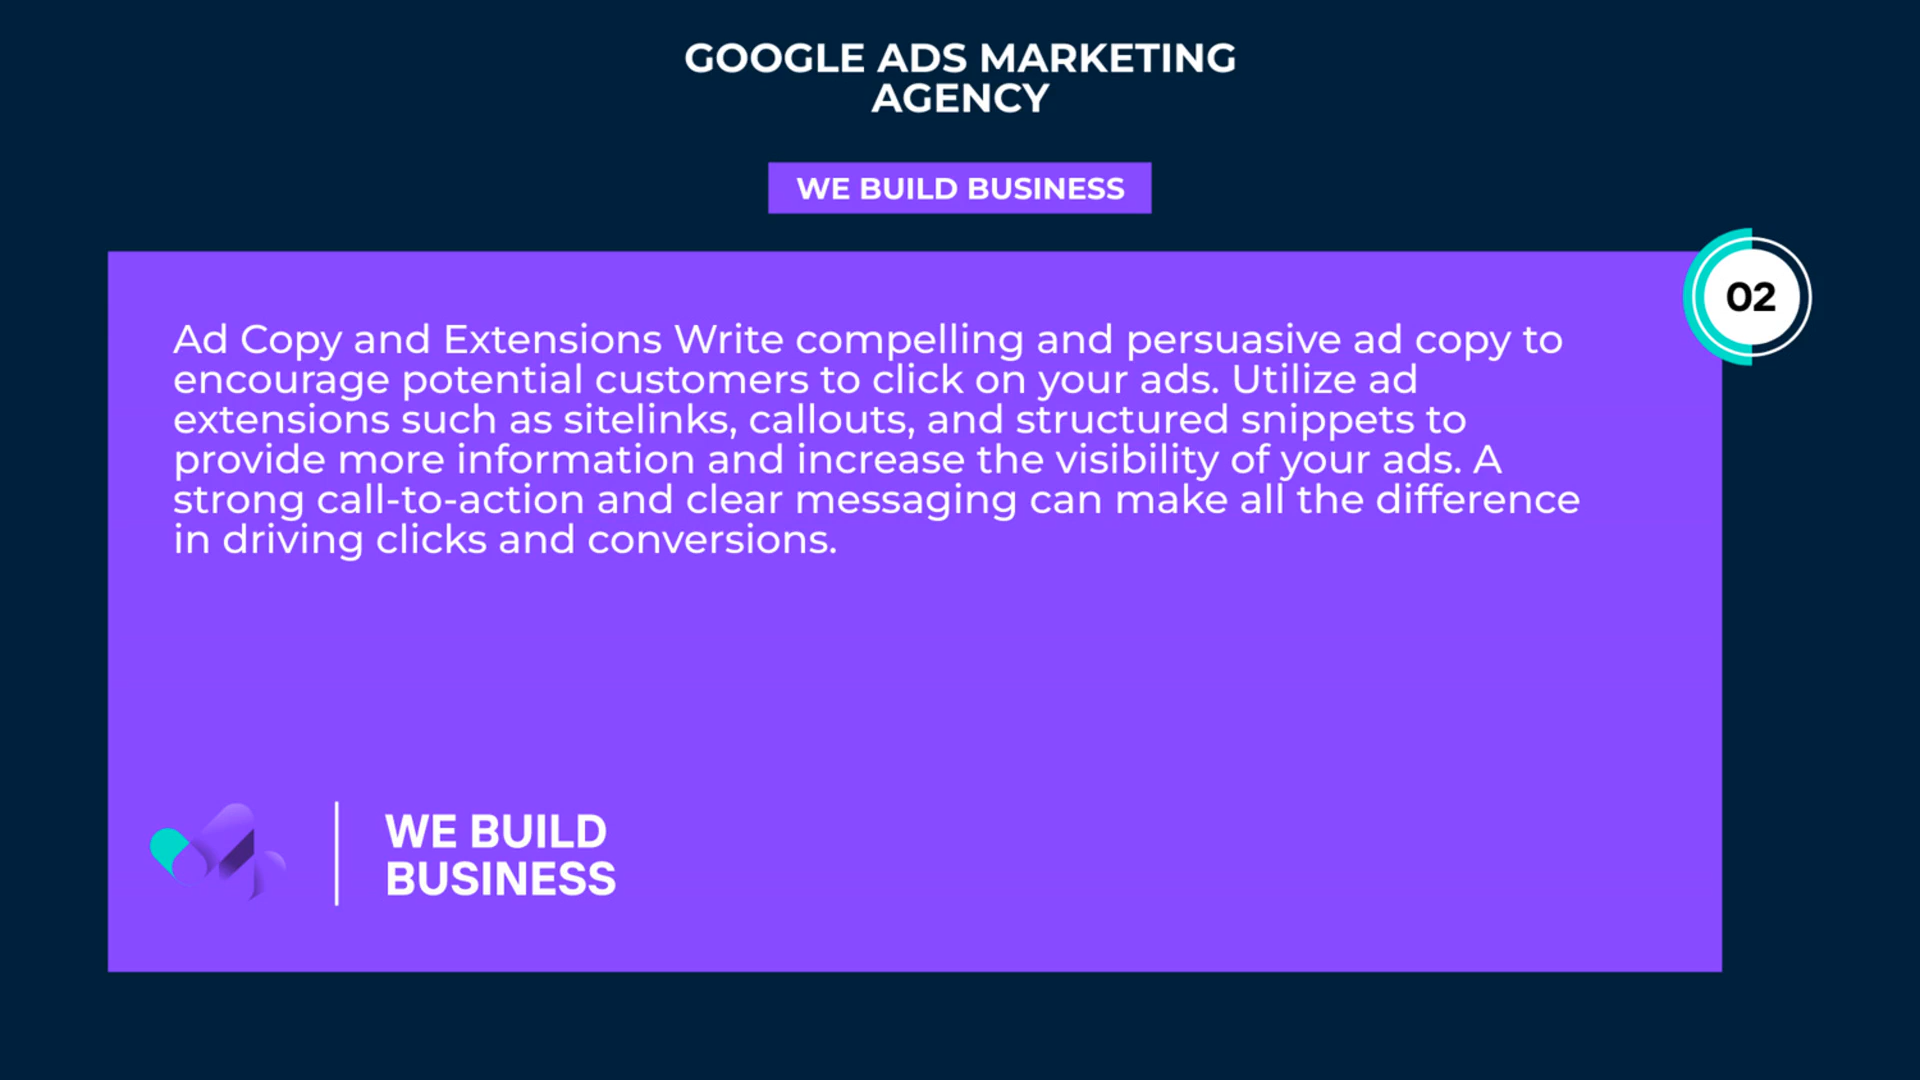 GOOGLE ADS MARKETING
AGENCY
WE BUILD BUSINESS
02
Ad Copy and Extensions Write compelling and persuasive ad copy to
encourage potential customers to click on your ads. Utilize ad
extensions such as sitelinks, callouts, and structured snippets to
provide more information and increase the visibility of your ads. A
strong call-to-action and clear messaging can make all the difference
in driving clicks and conversions.
WE BUILD
BUSINESS